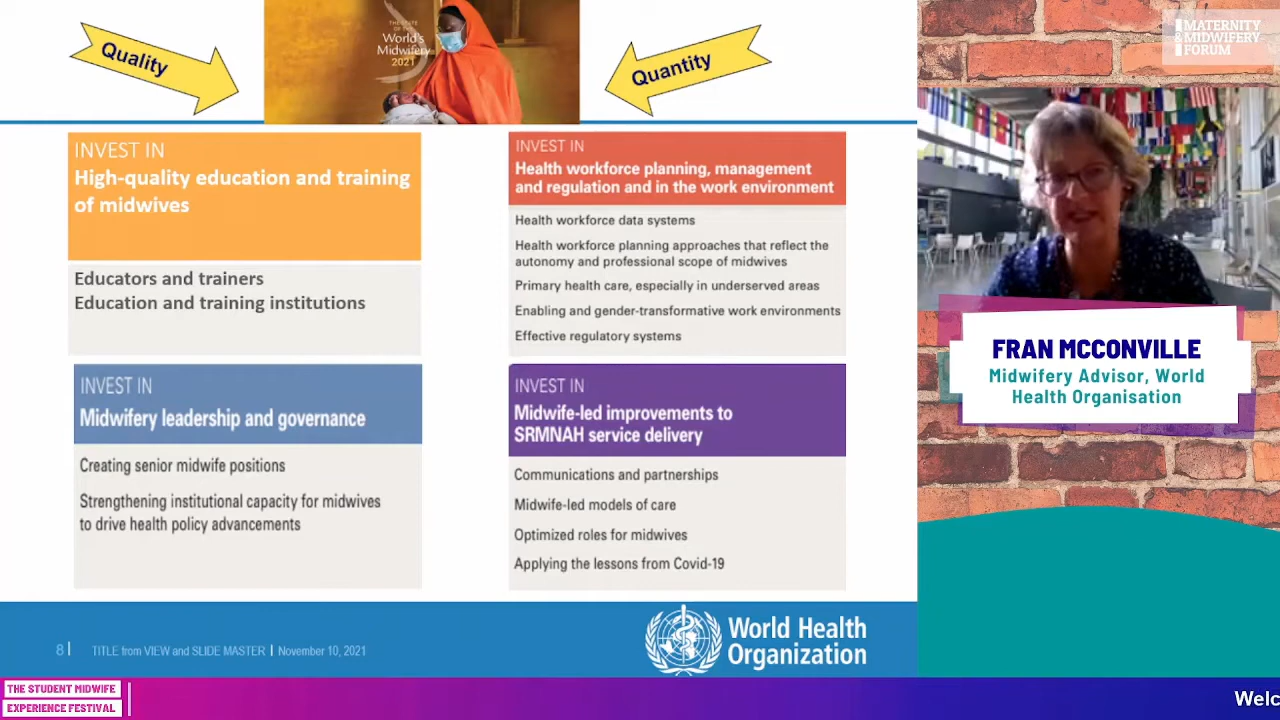 Quality
THE STATE
OF THE
World's
Midwifery
2021
Quantity
INVEST IN
High-quality education and training
of midwives
Educators and trainers
Education and training institutions
INVEST IN
Health workforce planning, management
and regulation and in the work environment
Health workforce data systems
Health workforce planning approaches that reflect the
autonomy and professional scope of midwives
Primary health care, especially in underserved areas
Enabling and gender-transformative work environments
Effective regulatory systems
INVEST IN
Midwifery leadership and governance
Creating senior midwife positions
Strengthening institutional capacity for midwives
to drive health policy advancements
INVEST IN
Midwife-led improvements to
SRMNAH service delivery
Communications and partnerships
Midwife-led models of care
Optimized roles for midwives
Applying the lessons from Covid-19
8 | TITLE from VIEW and SLIDE MASTER | November 10, 2021
World Health
Organization
MATERNITY
& MIDWIFERY
FORUM
FRAN MCCONVILLE
Midwifery Advisor, World
Health Organisation
THE STUDENT MIDWIFE
EXPERIENCE FESTIVAL
Welc